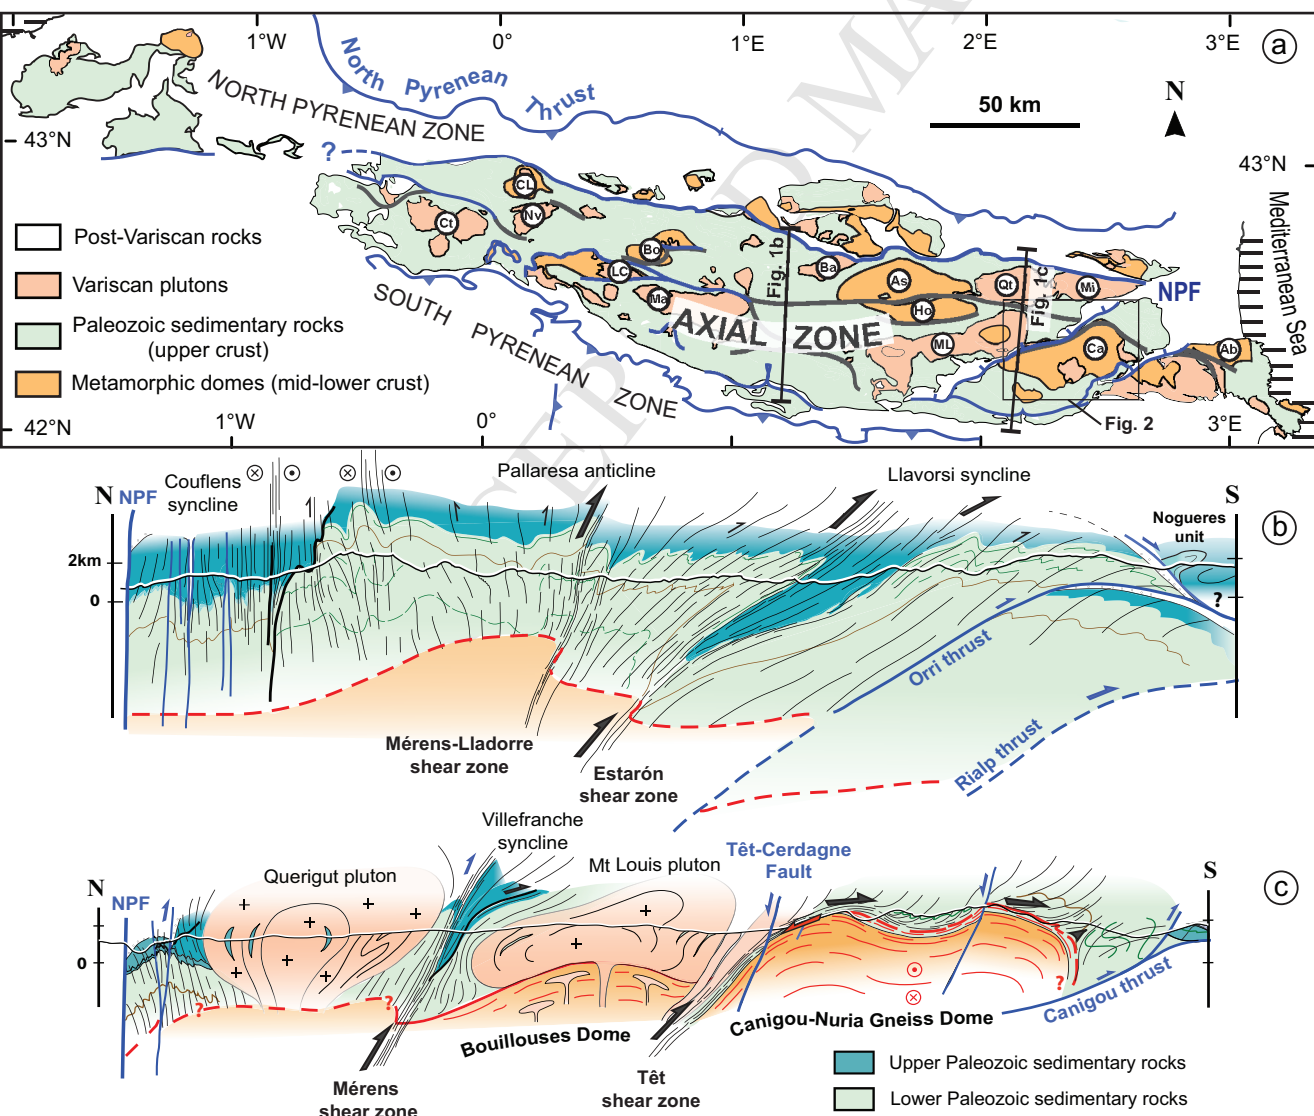 1°W
0°
1°E
2°E
3°E
a
North Pyrenean Thrust
NORTH PYRENEAN ZONE
50 km
N
43°N
43°N
?
CL
Nv
Ct
Bo
LC
Ma
Ba
As
Ho
Qt
Mi
ML
Ca
Ab
Fig. 1b
Fig. 1c
NPF
Mediterranean Sea
Post-Variscan rocks
Variscan plutons
Paleozoic sedimentary rocks
(upper crust)
Metamorphic domes (mid-lower crust)
AXIAL ZONE
SOUTH PYRENEAN ZONE
Fig. 2
42°N
1°W
0°
1°E
2°E
3°E
ACCEPTED MA
N
NPF
Couflens
syncline
Pallaresa anticline
Llavorsi syncline
S
b
Nogueres
unit
2km
0
?
Orri thrust
Rialp thrust
Mérens-Lladorre
shear zone
Estarón
shear zone
Villefranche
syncline
N
NPF
Querigut pluton
Mt Louis pluton
Têt-Cerdagne
Fault
S
c
0
?
?
?
Bouillouses Dome
Canigou-Nuria Gneiss Dome
Canigou thrust
Mérens
shear zone
Têt
shear zone
Upper Paleozoic sedimentary rocks
Lower Paleozoic sedimentary rocks